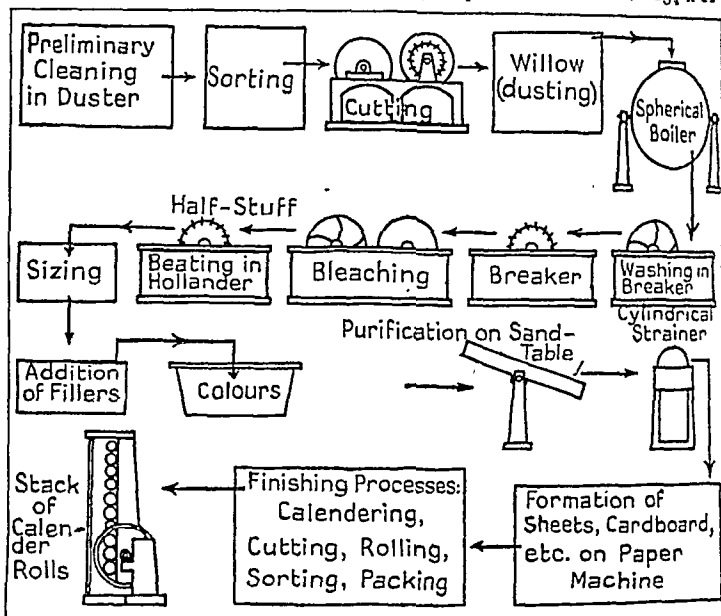 Preliminary
Cleaning
in Duster
Sorting
Cutting
Willow
(dusting)
Spherical
Boiler
Half-Stuff
Sizing
Beating in
Hollander
Bleaching
Breaker
Washing in
Breaker
Cylindrical
Strainer
Purification on Sand-
Table
Addition
of Fillers
Colours
Stack
of
Calen-
der
Rolls
Finishing Processes:
Calendering,
Cutting, Rolling,
Sorting, Packing
Formation of
Sheets, Cardboard,
etc. on Paper
Machine